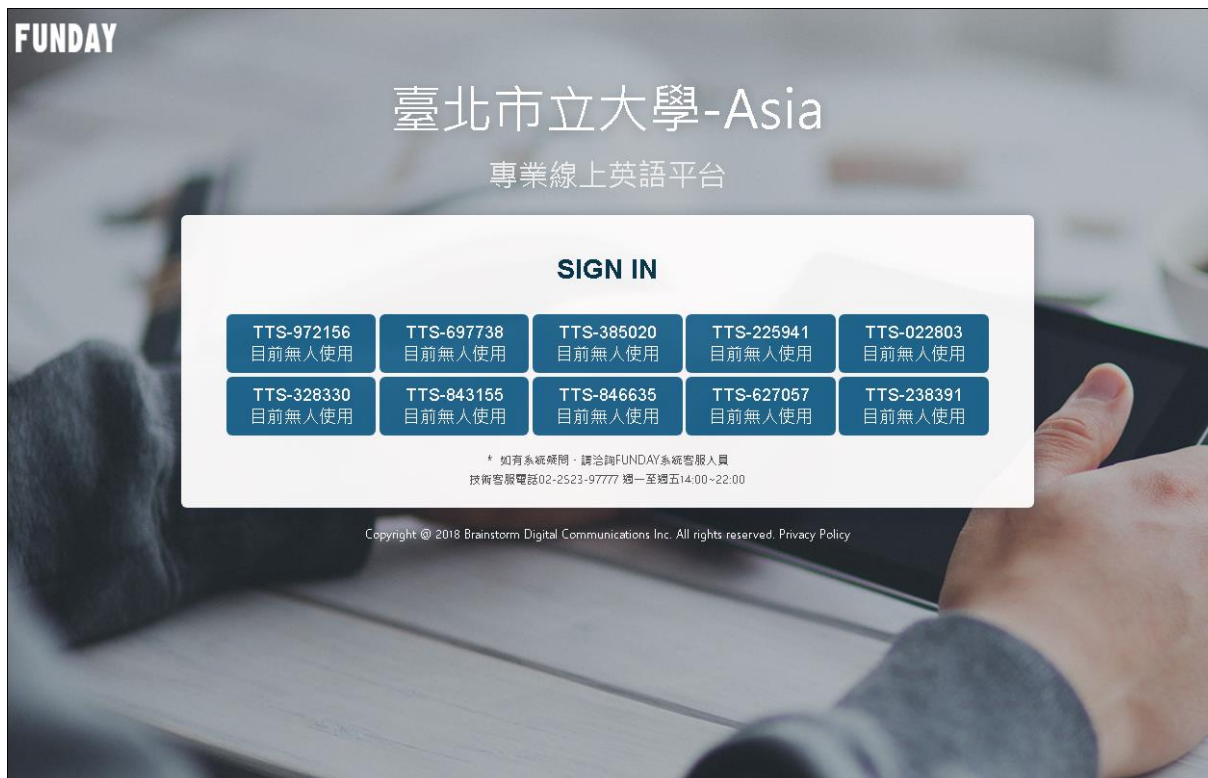 FUNDAY
臺北市立大學-Asia
專業線上英語平台
SIGN IN
TTS-972156 TTS-697738 TTS-385020 TTS-225941 TTS-022803
目前無人使用 目前無人使用 目前無人使用 目前無人使用 目前無人使用
TTS-328330 TTS-843155 TTS-846635 TTS-627057 TTS-238391
目前無人使用 目前無人使用 目前無人使用 目前無人使用 目前無人使用
* 如有系統疑問,請洽詢FUNDAY系統客服人員
技術客服電話02-2523-97777 週一至週五14:00~22:00
Copyright @ 2018 Brainstorm Digital Communications Inc. All rights reserved. Privacy Policy